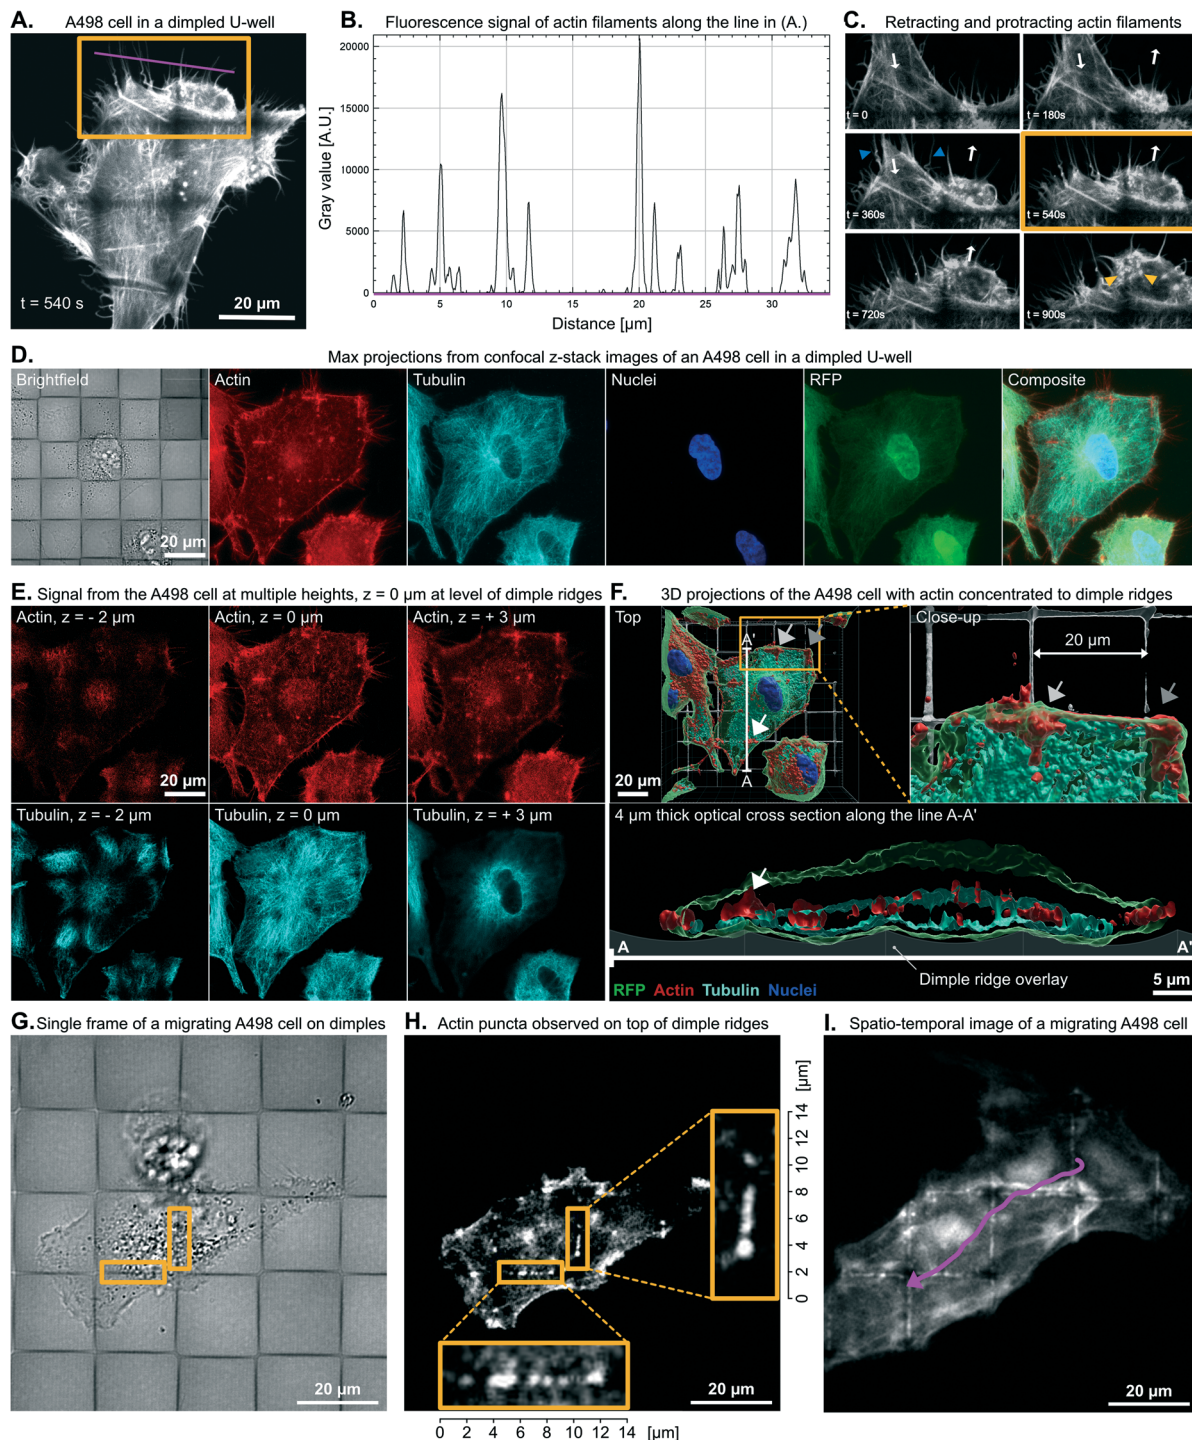 A. A498 cell in a dimpled U-well
t = 540 s
20 µm
B. Fluorescence signal of actin filaments along the line in (A.)
Gray value [A.U.]
20000
15000
10000
5000
0
0 5 10 15 20 25 30
Distance [µm]
C. Retracting and protracting actin filaments
t = 0
t = 180s
t = 360s
t = 540s
t = 720s
t = 900s
D. Max projections from confocal z-stack images of an A498 cell in a dimpled U-well
Brightfield
20 µm
Actin
Tubulin
Nuclei
RFP
Composite
E. Signal from the A498 cell at multiple heights, z = 0 µm at level of dimple ridges
Actin, z = - 2 µm
20 µm
Actin, z = 0 µm
Actin, z = + 3 µm
Tubulin, z = - 2 µm
Tubulin, z = 0 µm
Tubulin, z = + 3 µm
F. 3D projections of the A498 cell with actin concentrated to dimple ridges
Top
A'
A
20 µm
Close-up
20 µm
4 µm thick optical cross section along the line A-A'
A
A'
Dimple ridge overlay
RFP Actin Tubulin Nuclei
5 µm
G. Single frame of a migrating A498 cell on dimples
20 µm
H. Actin puncta observed on top of dimple ridges
[µm]
14
12
10
8
6
4
2
0
20 µm
0 2 4 6 8 10 12 14 [µm]
I. Spatio-temporal image of a migrating A498 cell
20 µm